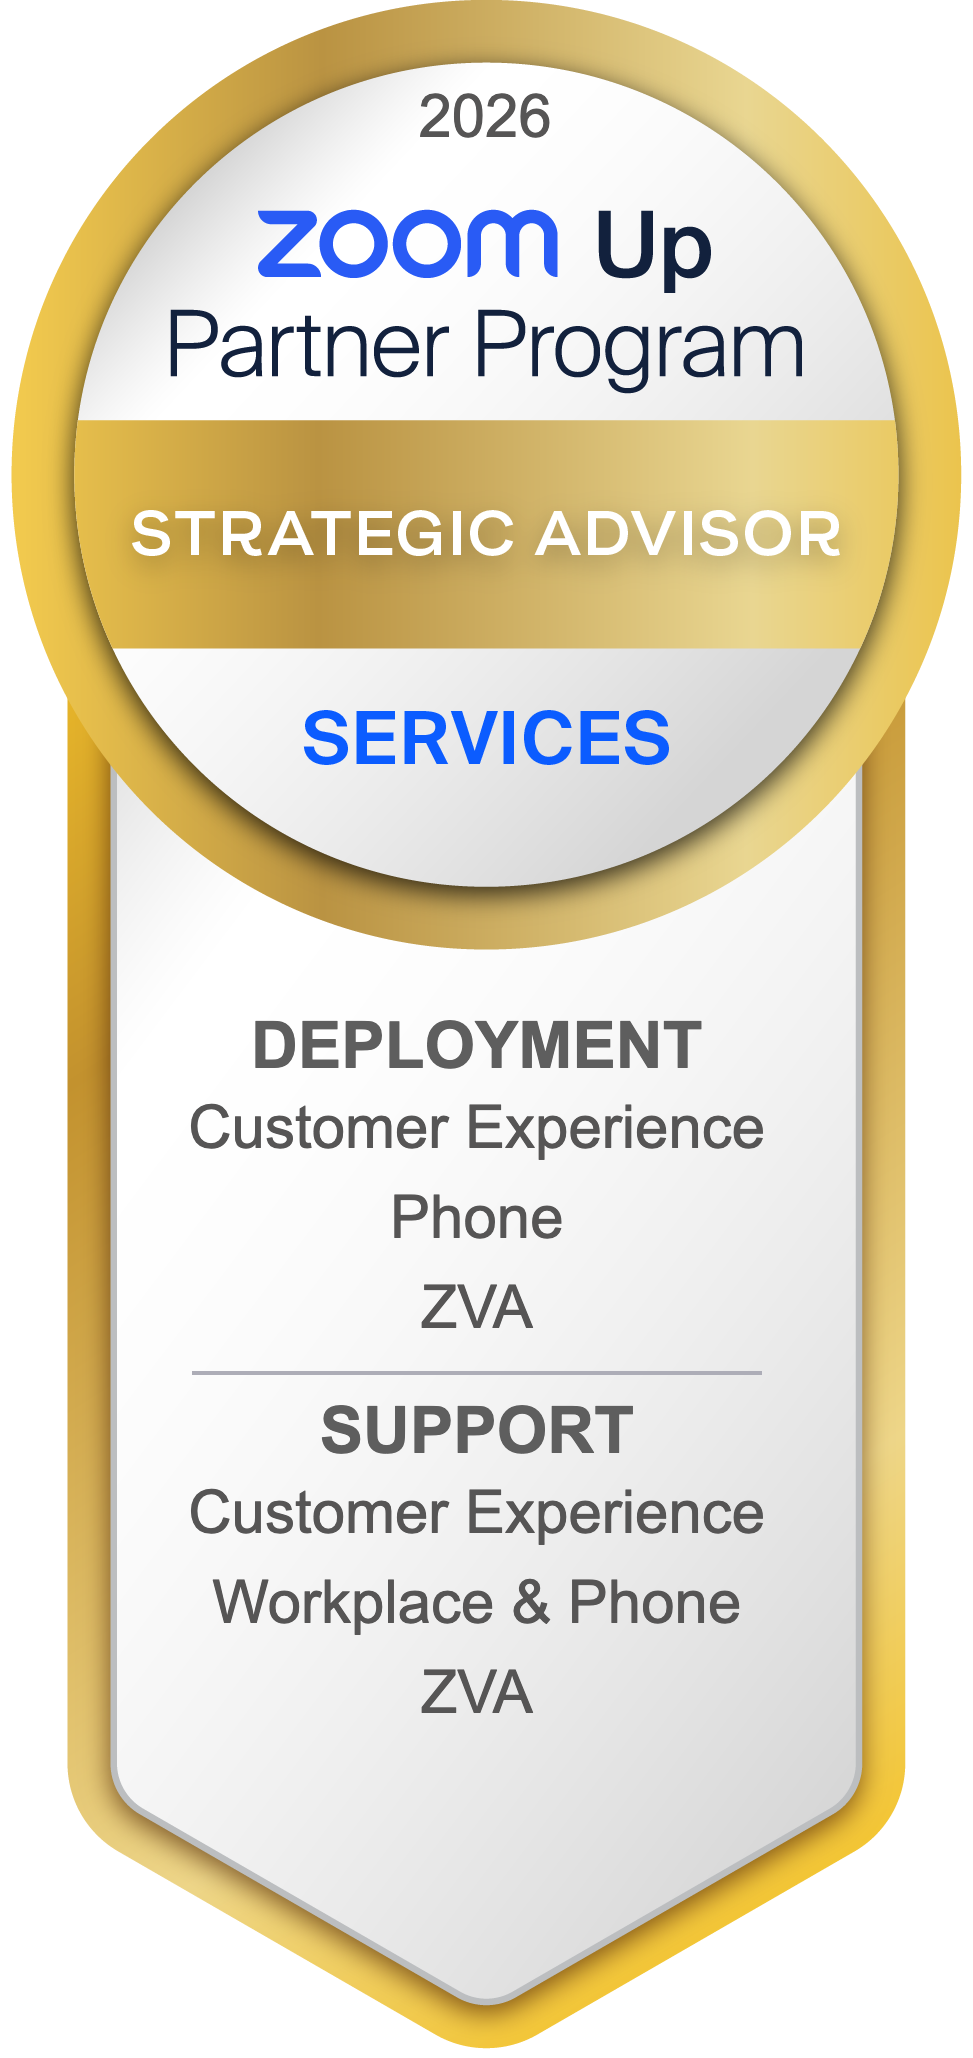 2026
zoom Up
Partner Program
STRATEGIC ADVISOR
SERVICES
DEPLOYMENT
Customer Experience
Phone
ZVA
SUPPORT
Customer Experience
Workplace & Phone
ZVA